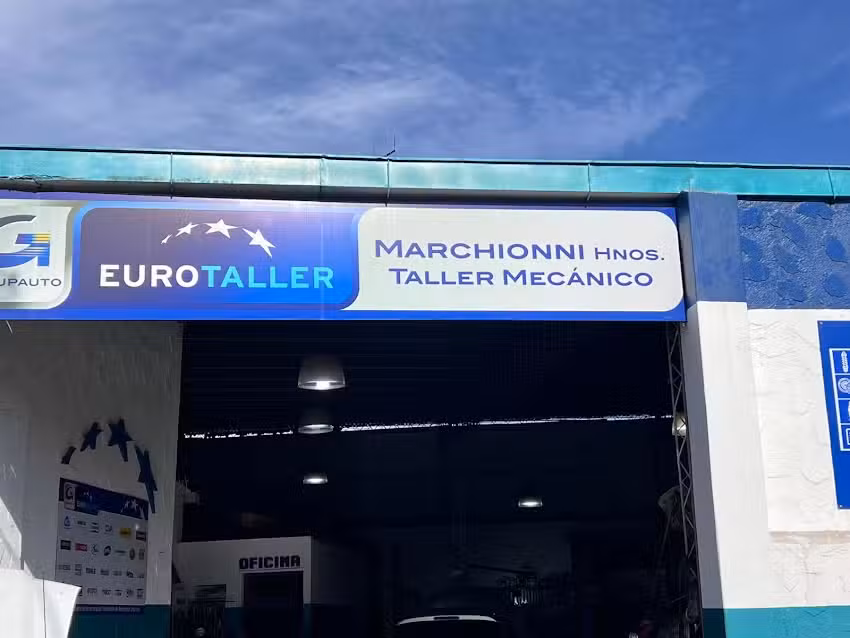 G
UPAUTO
EUROTALLER
MARCHIONNI HNOS.
TALLER MECÁNICO
OFICINA